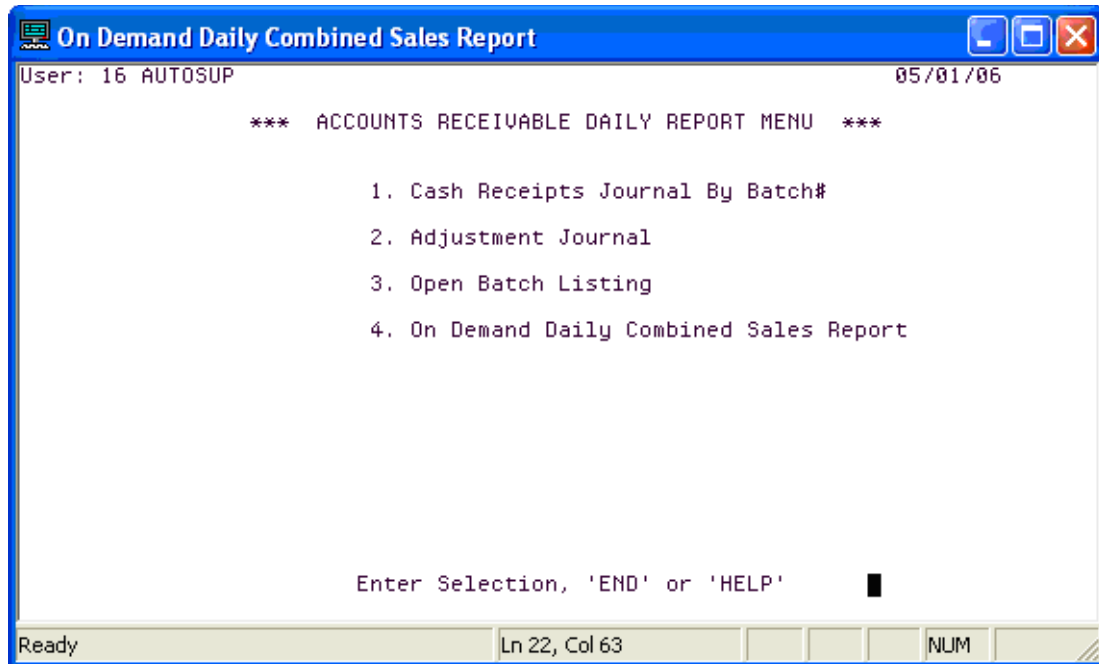 On Demand Daily Combined Sales Report
User: 16 AUTOSUP 05/01/06
*** ACCOUNTS RECEIVABLE DAILY REPORT MENU ***
1. Cash Receipts Journal By Batch#
2. Adjustment Journal
3. Open Batch Listing
4. On Demand Daily Combined Sales Report
Enter Selection, 'END' or 'HELP'
Ready Ln 22, Col 63 NUM